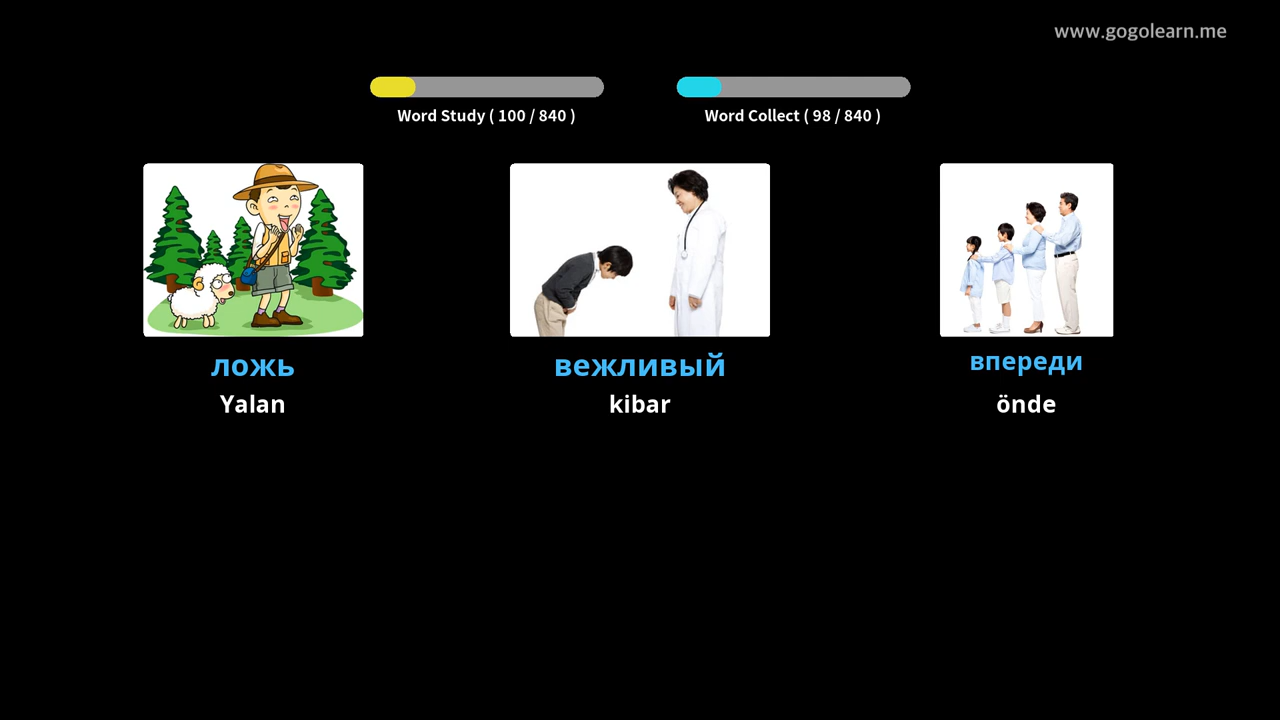 www.gogolearn.me
Word Study ( 100 / 840 )
Word Collect ( 98 / 840 )
ложь
вежливый
впереди
Yalan
kibar
önde